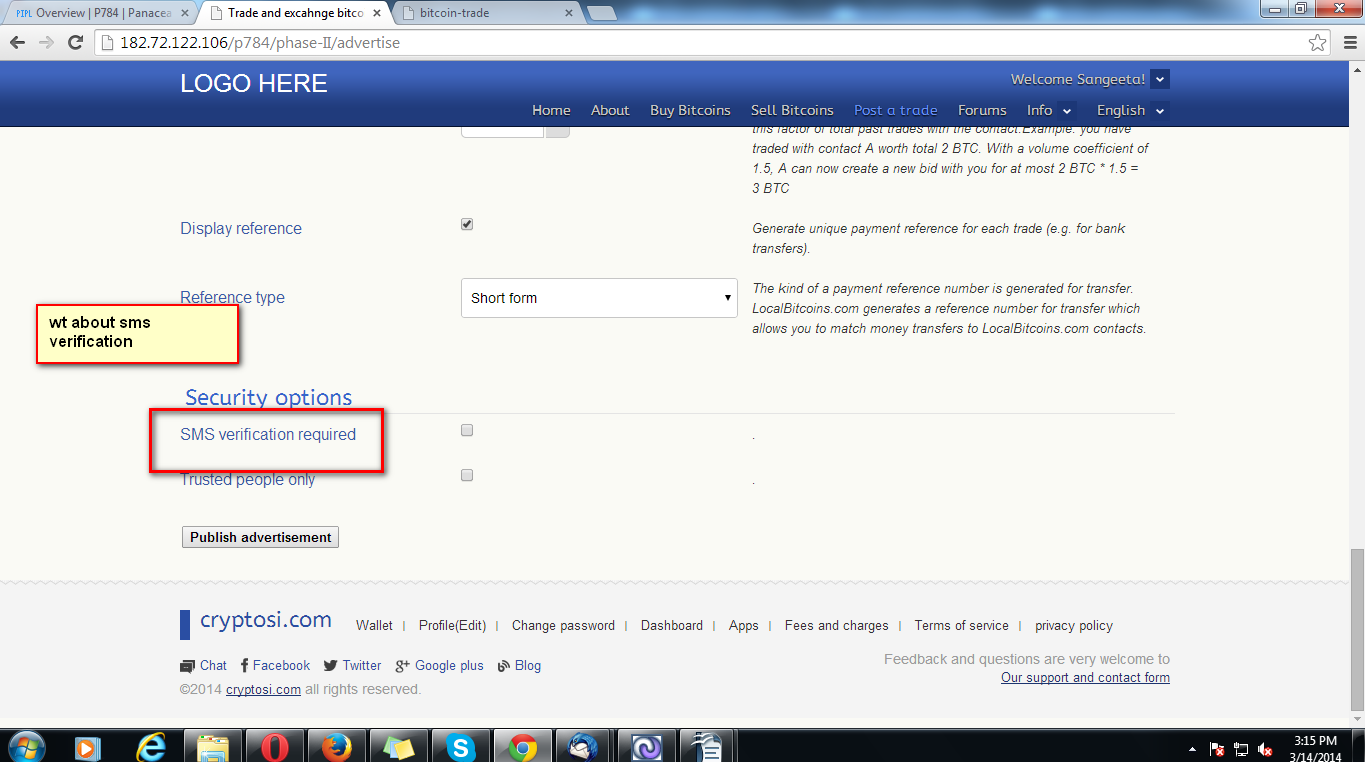 PIPL Overview | P784 | Panacea
Trade and excahnge bitco
bitcoin-trade
182.72.122.106/p784/phase-II/advertise
LOGO HERE
Welcome Sangeeta!
Home About Buy Bitcoins Sell Bitcoins Post a trade Forums Info English
this factor of total past trades with the contact.Example: you have
traded with contact A worth total 2 BTC. With a volume coefficient of
1.5, A can now create a new bid with you for at most 2 BTC * 1.5 =
3 BTC
Display reference
Generate unique payment reference for each trade (e.g. for bank
transfers).
Reference type
Short form
The kind of a payment reference number is generated for transfer.
LocalBitcoins.com generates a reference number for transfer which
allows you to match money transfers to LocalBitcoins.com contacts.
wt about sms
verification
Security options
SMS verification required
.
Trusted people only
.
Publish advertisement
cryptosi.com
Wallet | Profile(Edit) | Change password | Dashboard | Apps | Fees and charges | Terms of service | privacy policy
Chat Facebook Twitter Google plus Blog
©2014 cryptosi.com all rights reserved.
Feedback and questions are very welcome to
Our support and contact form
3:15 PM
3/14/2014